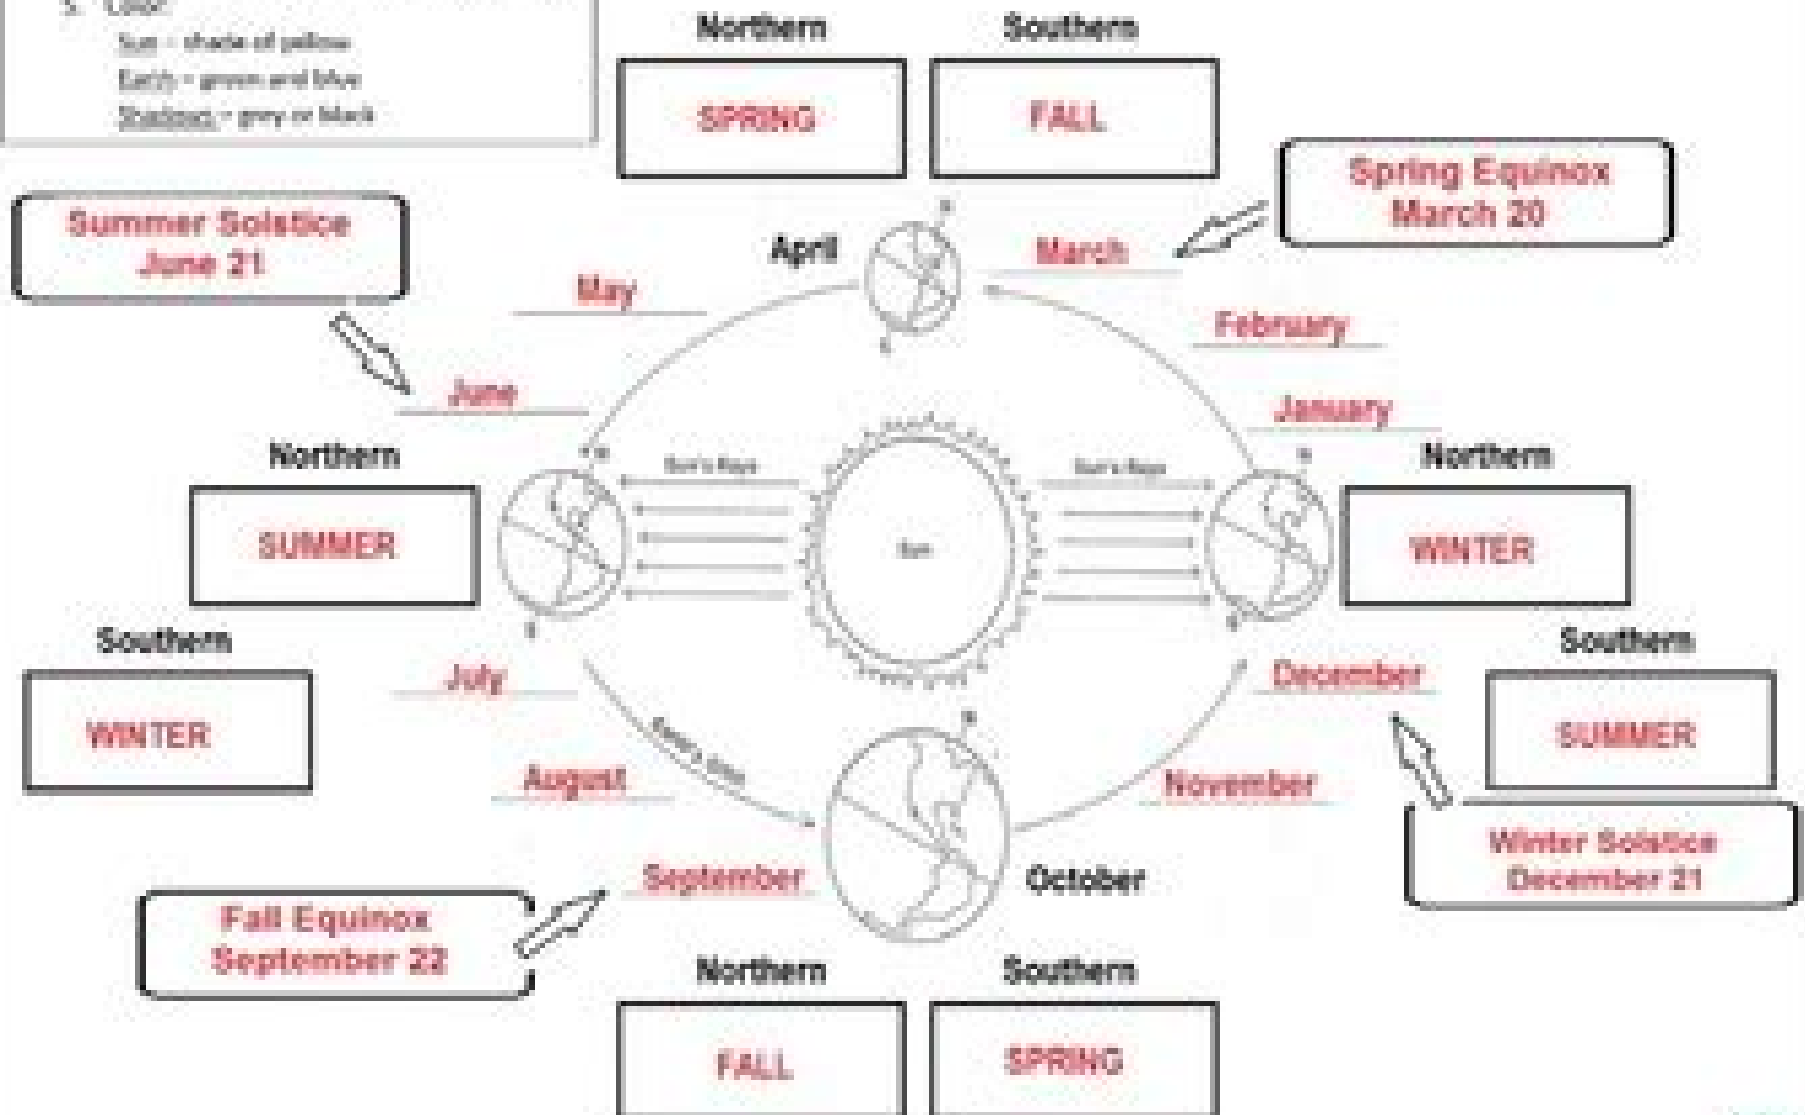 5. Color:
Sun - shade of yellow
Earth - green and blue
Shadows - grey or black
Northern
Southern
SPRING
FALL
Spring Equinox
March 20
Summer Solstice
June 21
April
March
N
May
February
S
June
January
Northern
Sun's Rays
Sun's Rays
N
Northern
SUMMER
Sun
WINTER
Southern
S
S
Southern
July
December
WINTER
Earth's Orbit
N
SUMMER
August
November
Winter Solstice
December 21
September
October
Fall Equinox
September 22
Northern
Southern
FALL
SPRING